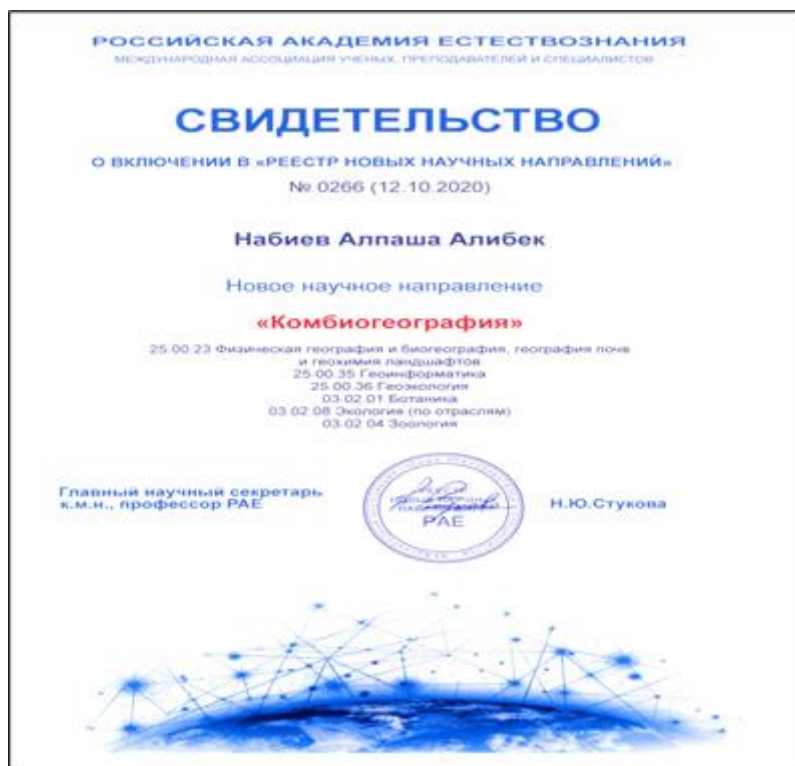 РОССИЙСКАЯ АКАДЕМИЯ ЕСТЕСТВОЗНАНИЯ
МЕЖДУНАРОДНАЯ АССОЦИАЦИЯ УЧЕНЫХ, ПРЕПОДАВАТЕЛЕЙ И СПЕЦИАЛИСТОВ
СВИДЕТЕЛЬСТВО
О ВКЛЮЧЕНИИ В «РЕЕСТР НОВЫХ НАУЧНЫХ НАПРАВЛЕНИЙ»
№ 0266 (12.10.2020)
Набиев Алпаша Алибек
Новое научное направление
«Комбиогеография»
25.00.23 Физическая география и биогеография, география почв
и геохимия ландшафтов
25.00.35 Геоинформатика
25.00.36 Геоэкология
03.02.01 Ботаника
03.02.08 Экология (по отраслям)
03.02.04 Зоология
Главный научный секретарь
к.м.н., профессор РАЕ
РАЕ
Н.Ю.Стукова